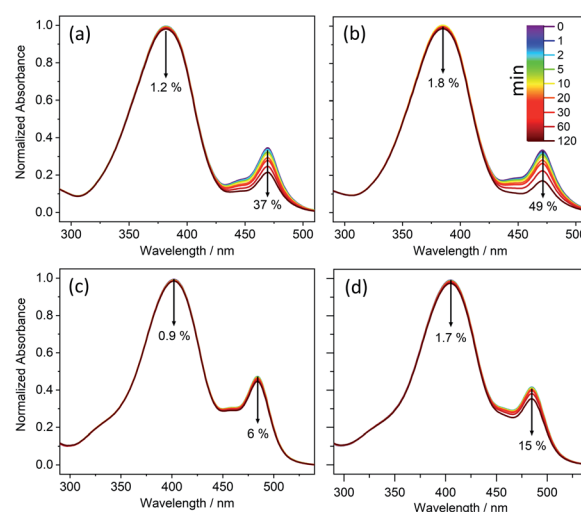 (a)
1.2 %
37 %
Normalized Absorbance
1.0
0.8
0.6
0.4
0.2
0.0
300 350 400 450 500
Wavelength / nm
(b)
1.8 %
49 %
min
0
1
2
5
10
20
30
60
120
300 350 400 450 500
Wavelength / nm
(c)
0.9 %
6 %
Normalized Absorbance
1.0
0.8
0.6
0.4
0.2
0.0
300 350 400 450 500
Wavelength / nm
(d)
1.7 %
15 %
300 350 400 450 500
Wavelength / nm